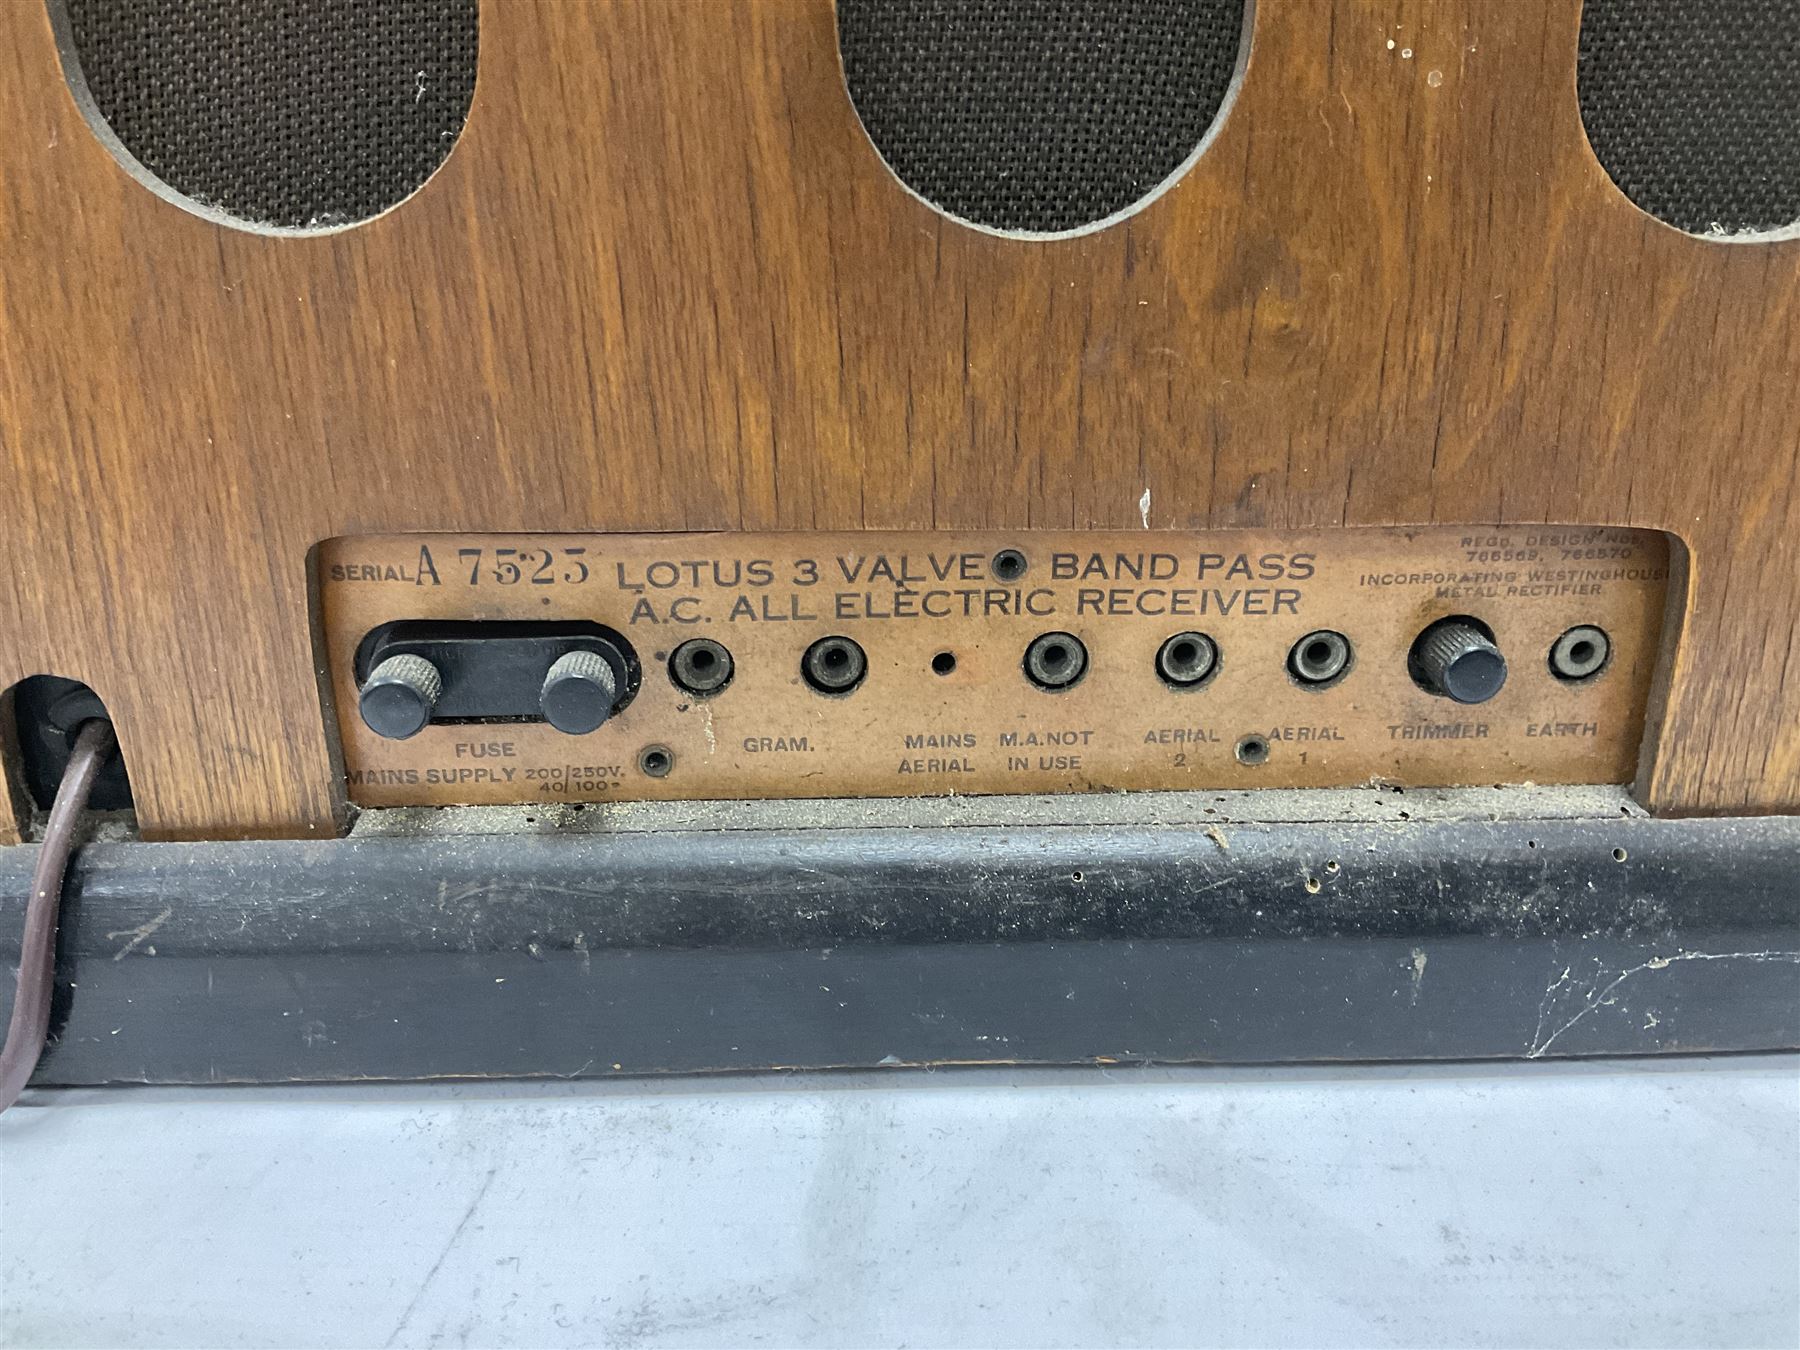 SERIAL A 7525
LOTUS 3 VALVE BAND PASS
A.C. ALL ELECTRIC RECEIVER
REGD. DESIGN NOS.
766569, 766570
INCORPORATING WESTINGHOUSE
METAL RECTIFIER
FUSE
MAINS SUPPLY 200/250V.
40/100~
GRAM.
MAINS
AERIAL
M.A.NOT
IN USE
AERIAL
2
AERIAL
1
TRIMMER
EARTH